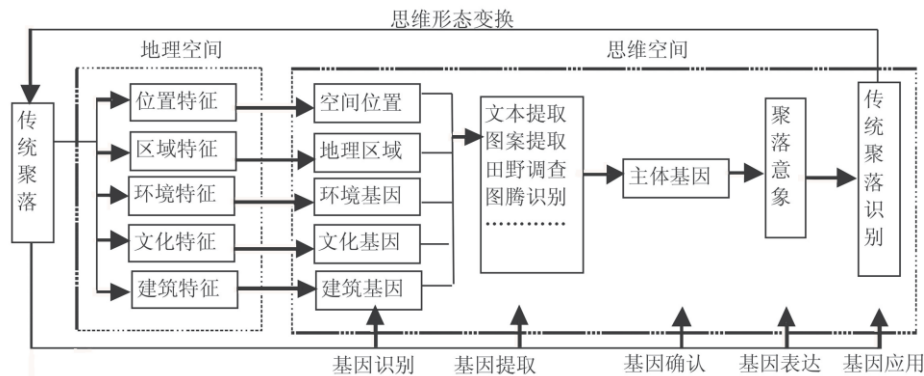 思维形态变换
地理空间
思维空间
传统聚落
位置特征
区域特征
环境特征
文化特征
建筑特征
空间位置
地理区域
环境基因
文化基因
建筑基因
文本提取
图案提取
田野调查
图腾识别
…………
主体基因
聚落意象
传统聚落识别
基因识别
基因提取
基因确认
基因表达
基因应用